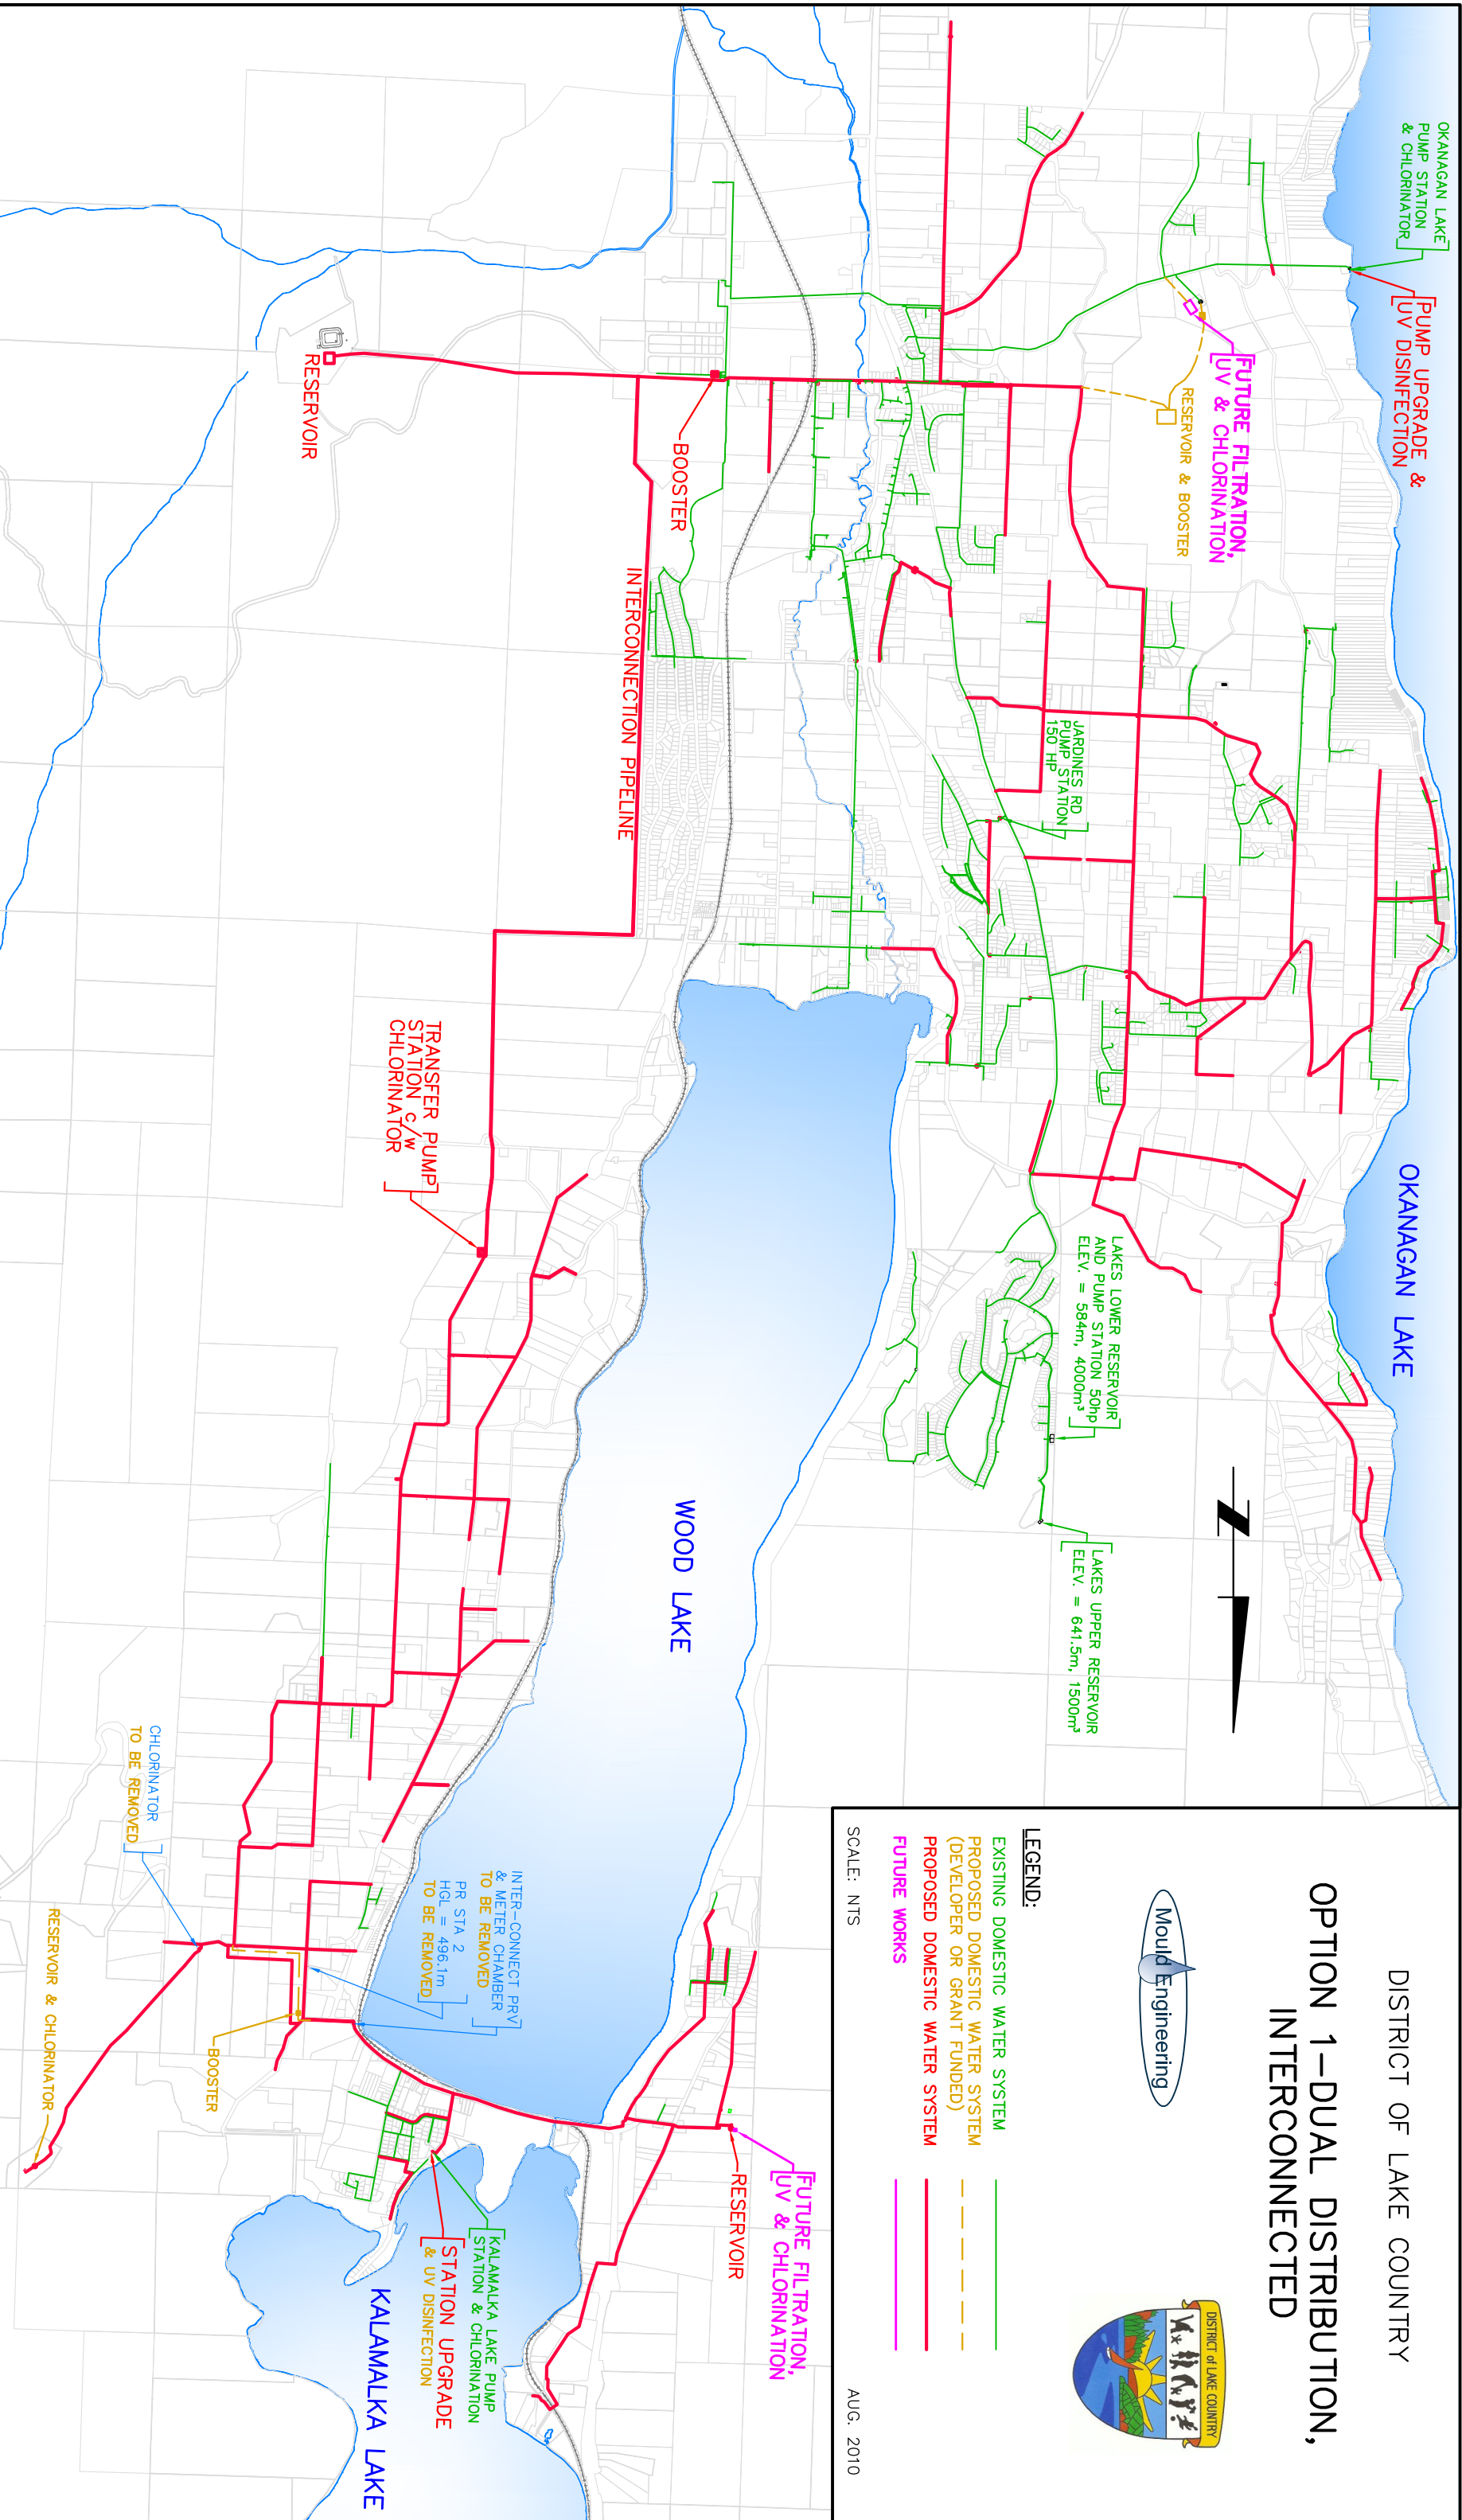 DISTRICT OF LAKE COUNTRY
OPTION 1-DUAL DISTRIBUTION,
INTERCONNECTED
Mould Engineering
DISTRICT of LAKE COUNTRY
LEGEND:
EXISTING DOMESTIC WATER SYSTEM
PROPOSED DOMESTIC WATER SYSTEM
(DEVELOPER OR GRANT FUNDED)
PROPOSED DOMESTIC WATER SYSTEM
FUTURE WORKS
SCALE: NTS
AUG. 2010
OKANAGAN LAKE
PUMP STATION
& CHLORINATOR
PUMP UPGRADE &
UV DISINFECTION
FUTURE FILTRATION,
UV & CHLORINATION
RESERVOIR & BOOSTER
OKANAGAN LAKE
JARDINES RD
PUMP STATION
150 HP
LAKES LOWER RESERVOIR
AND PUMP STATION 50hp
ELEV. = 584m, 4000m³
LAKES UPPER RESERVOIR
ELEV. = 641.5m, 1500m³
BOOSTER
RESERVOIR
INTERCONNECTION PIPELINE
TRANSFER PUMP
STATION c/w
CHLORINATOR
WOOD LAKE
FUTURE FILTRATION,
UV & CHLORINATION
RESERVOIR
INTER-CONNECT PRV
& METER CHAMBER
TO BE REMOVED
PR STA 2
HGL = 496.1m
TO BE REMOVED
KALAMALKA LAKE PUMP
STATION & CHLORINATION
STATION UPGRADE
& UV DISINFECTION
KALAMALKA LAKE
CHLORINATOR
TO BE REMOVED
BOOSTER
RESERVOIR & CHLORINATOR